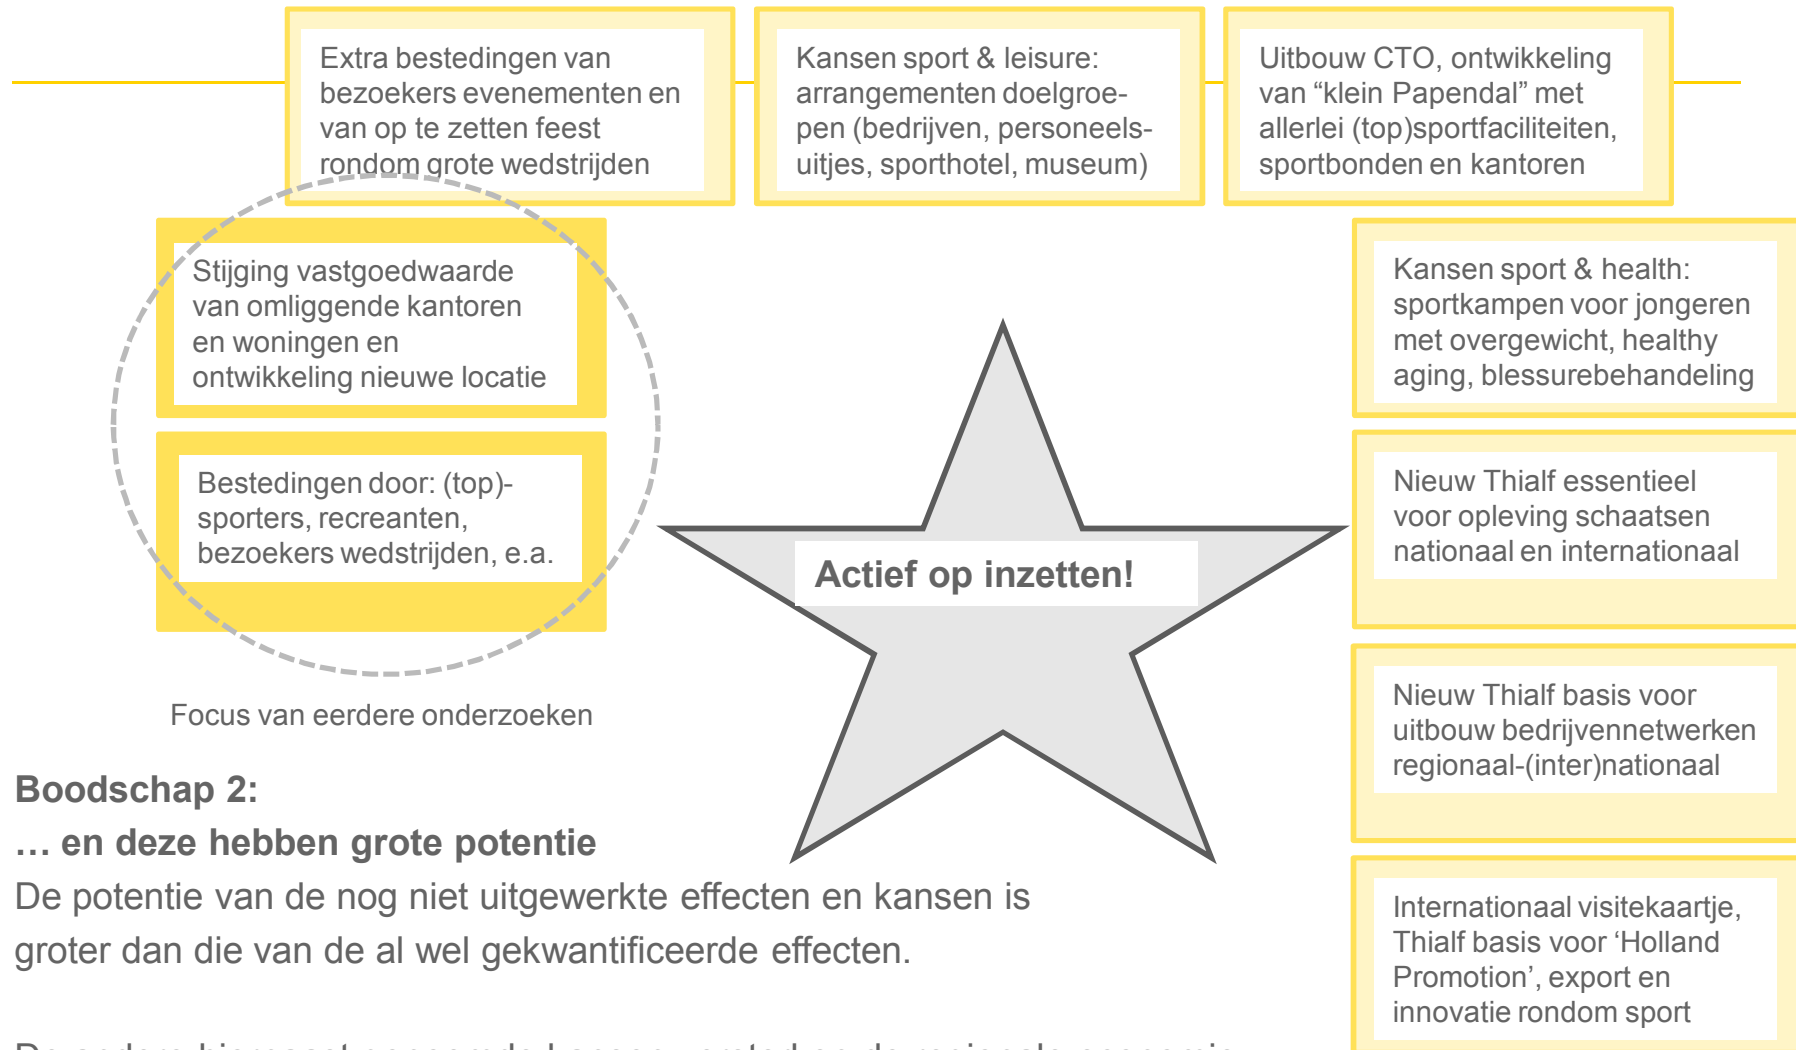 Extra bestedingen van
bezoekers evenementen en
van op te zetten feest
rondom grote wedstrijden
Kansen sport & leisure:
arrangementen doelgroe-
pen (bedrijven, personeels-
uitjes, sporthotel, museum)
Uitbouw CTO, ontwikkeling
van “klein Papendal” met
allerlei (top)sportfaciliteiten,
sportbonden en kantoren
Stijging vastgoedwaarde
van omliggende kantoren
en woningen en
ontwikkeling nieuwe locatie
Bestedingen door: (top)-
sporters, recreanten,
bezoekers wedstrijden, e.a.
Focus van eerdere onderzoeken
Actief op inzetten!
Kansen sport & health:
sportkampen voor jongeren
met overgewicht, healthy
aging, blessurebehandeling
Nieuw Thialf essentieel
voor opleving schaatsen
nationaal en internationaal
Nieuw Thialf basis voor
uitbouw bedrijvennetwerken
regionaal-(inter)nationaal
Internationaal visitekaartje,
Thialf basis voor ‘Holland
Promotion’, export en
innovatie rondom sport
Boodschap 2:
… en deze hebben grote potentie
De potentie van de nog niet uitgewerkte effecten en kansen is
groter dan die van de al wel gekwantificeerde effecten.